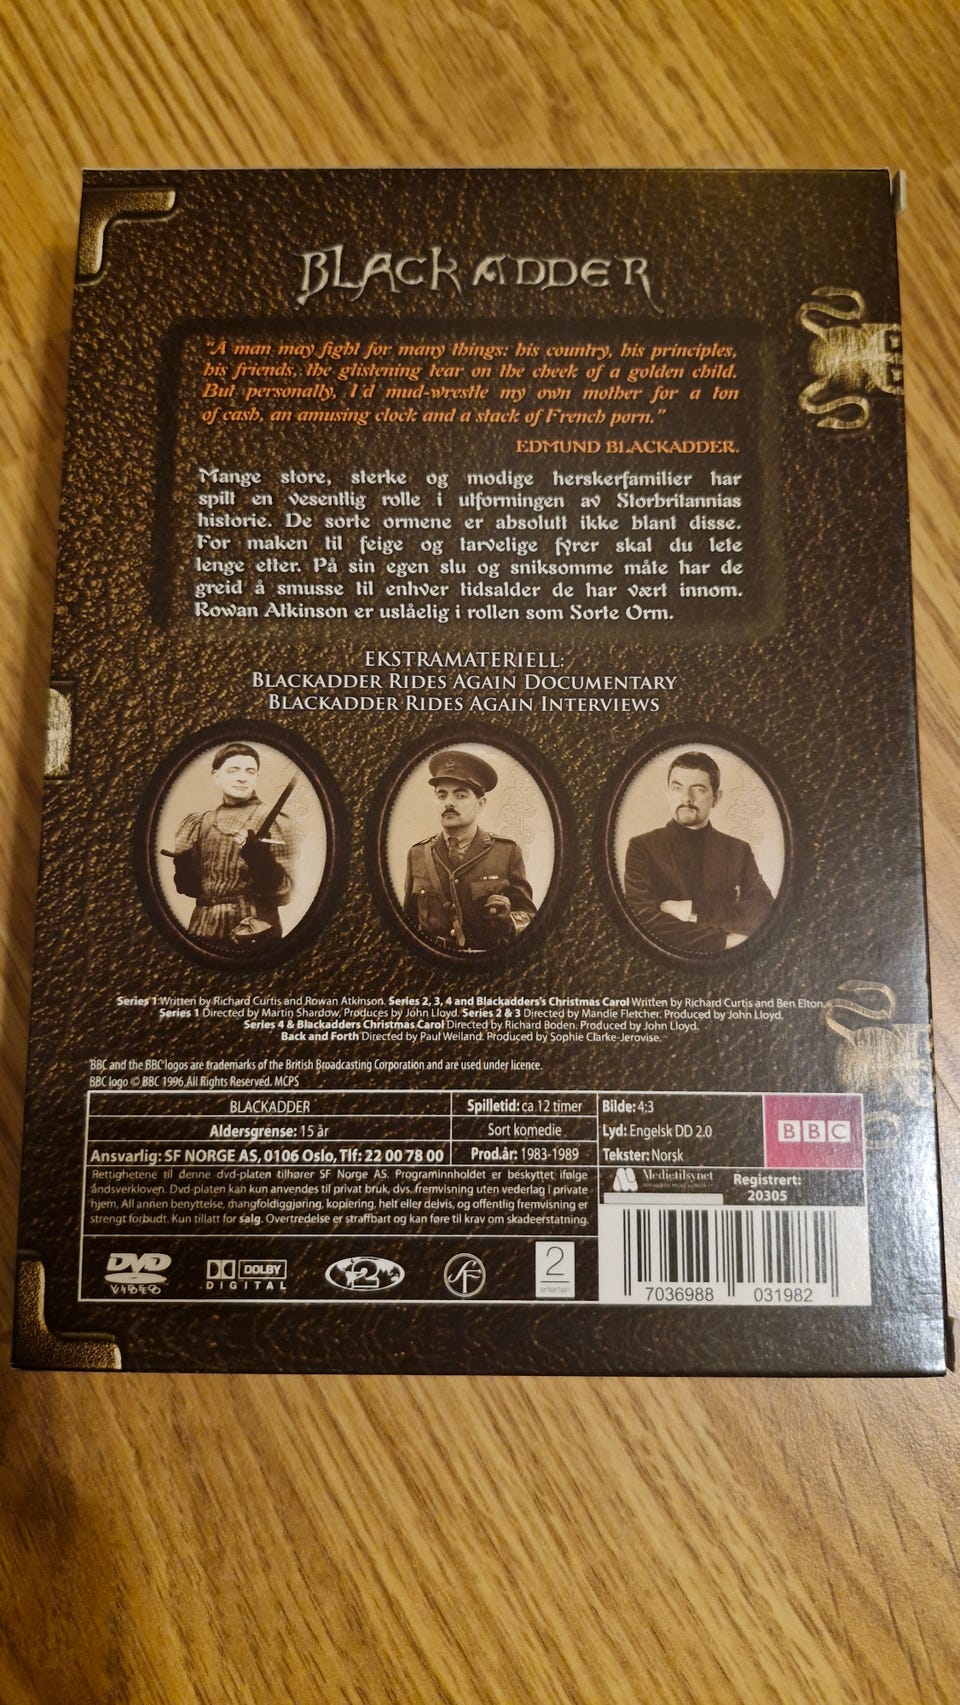 BLACKADDER
"A man may fight for many things: his country, his principles,
his friends, the glistening tear on the cheek of a golden child.
But personally, I'd mud-wrestle my own mother for a ton
of cash, an amusing clock and a stack of French porn."
EDMUND BLACKADDER.
Mange store, sterke og modige herskerfamilier har
spilt en vesentlig rolle i utformingen av Storbritannias
historie. De sorte ormene er absolutt ikke blant disse.
For maken til feige og tarvelige fyrer skal du lete
lenge etter. På sin egen slu og sniksomme måte har de
greid å smusse til enhver tidsalder de har vært innom.
Rowan Atkinson er uslåelig i rollen som Sorte Orm.
EKSTRAMATERIELL:
BLACKADDER RIDES AGAIN DOCUMENTARY
BLACKADDER RIDES AGAIN INTERVIEWS
Series 1 Written by Richard Curtis and Rowan Atkinson. Series 2, 3, 4 and Blackadders's Christmas Carol Written by Richard Curtis and Ben Elton.
Series 1 Directed by Martin Shardow, Produces by John Lloyd. Series 2 & 3 Directed by Mandie Fletcher. Produced by John Lloyd.
Series 4 & Blackadders Christmas Carol Directed by Richard Boden. Produced by John Lloyd.
Back and Forth Directed by Paul Weiland. Produced by Sophie Clarke-Jerovise.
BBC and the BBC logos are trademarks of the British Broadcasting Corporation and are used under licence.
BBC logo © BBC 1996. All Rights Reserved. MCPS
BLACKADDER
Aldersgrense: 15 år
Ansvarlig: SF NORGE AS, 0106 Oslo, Tlf: 22 00 78 00
Spilletid: ca 12 timer
Sort komedie
Prod.år: 1983-1989
Bilde: 4:3
Lyd: Engelsk DD 2.0
Tekster: Norsk
BBC
Rettighetene til denne dvd-platen tilhører SF Norge AS. Programinnholdet er beskyttet ifølge
åndsverkloven. Dvd-platen kan kun anvendes til privat bruk, dvs. fremvisning uten vederlag i private
hjem. All annen benyttelse, mangfoldiggjøring, kopiering, helt eller delvis, og offentlig fremvisning er
strengt forbudt. Kun tillatt for salg. Overtredelse er straffbart og kan føre til krav om skadeerstatning.
Medietilsynet
Registrert:
20305
DVD
VIDEO
DOLBY
DIGITAL
2
SF
2
entertain
7036988 031982